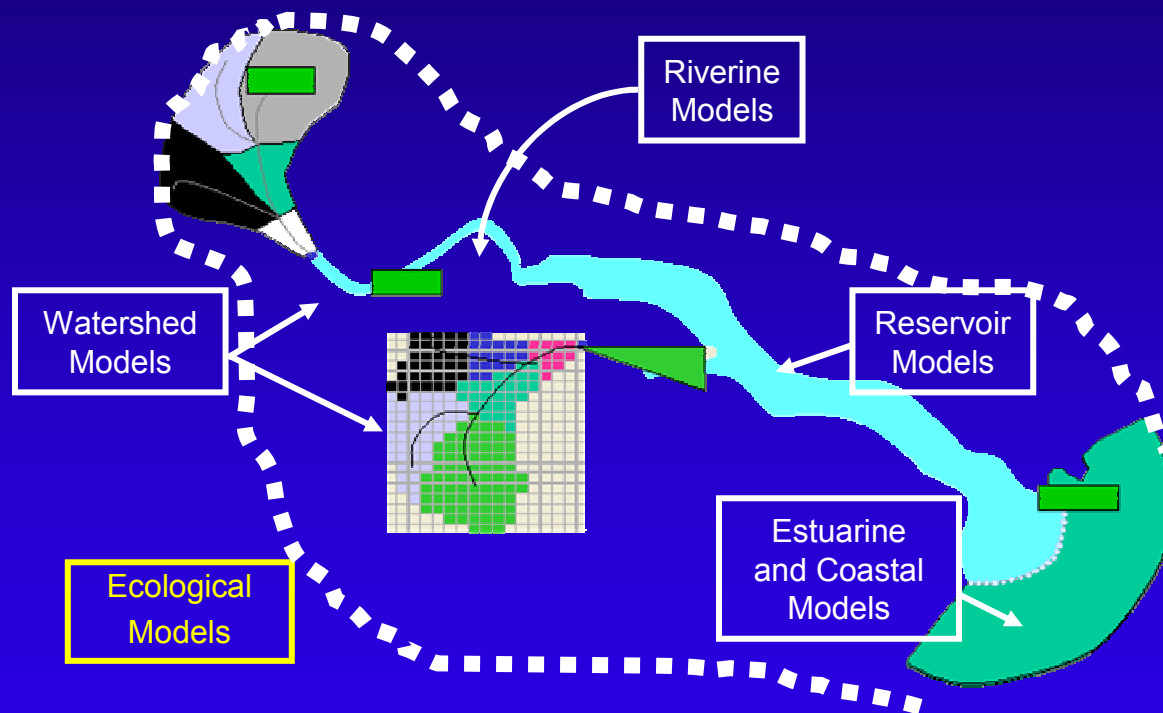 Riverine
Models
Watershed
Models
Reservoir
Models
Estuarine
and Coastal
Models
Ecological
Models